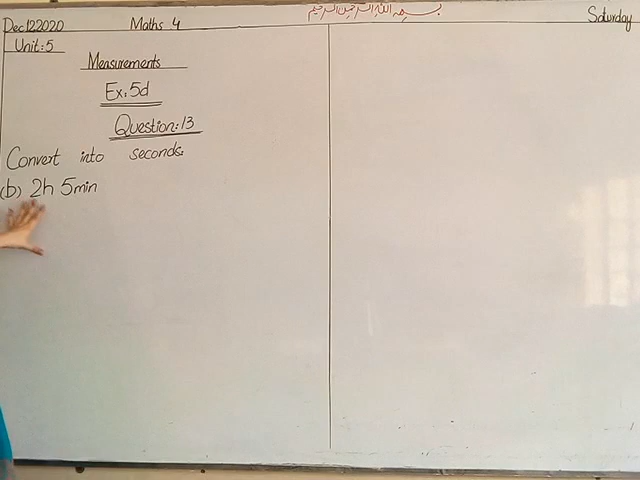 Dec 12 2020 Maths 4 بسم الله الرحمن الرحيم Saturday
Unit:5
Measurements
Ex:5d
Question:13
Convert into seconds:
(b) 2h 5min